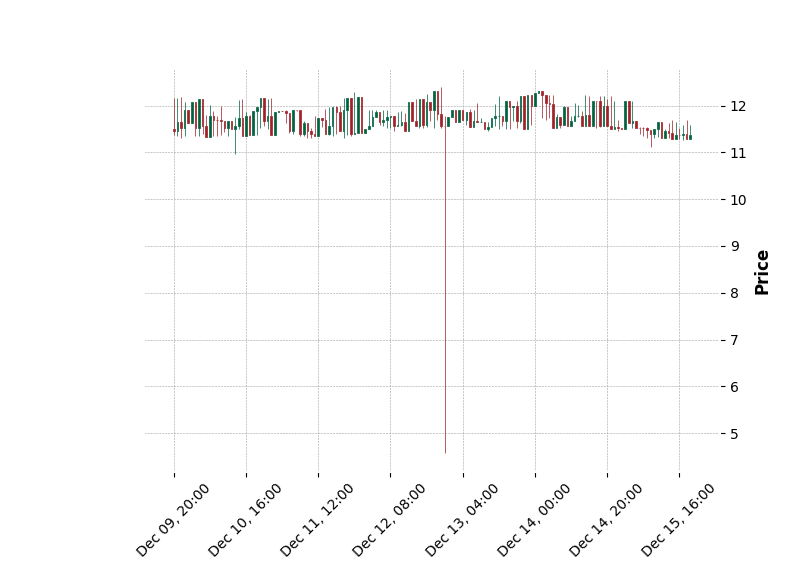 12
11
10
9
8
7
6
5
Price
Dec 09, 20:00
Dec 10, 16:00
Dec 11, 12:00
Dec 12, 08:00
Dec 13, 04:00
Dec 14, 00:00
Dec 14, 20:00
Dec 15, 16:00